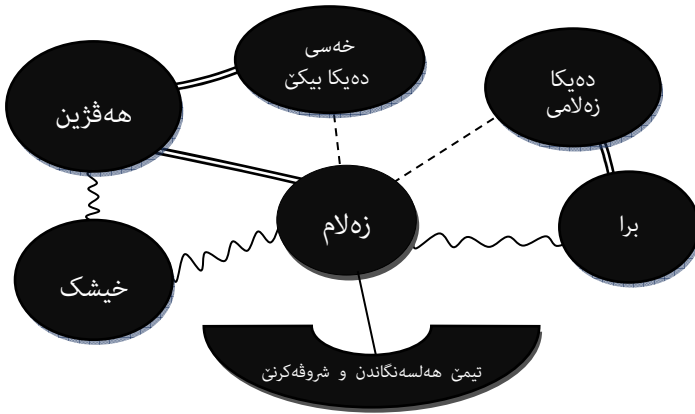 خەسی
دەیکا بیکێ
دەیکا
زەلامی
هەڤژین
زەلام
برا
خیشک
تیمێ هەلسەنگاندن و شروڤەکرنێ